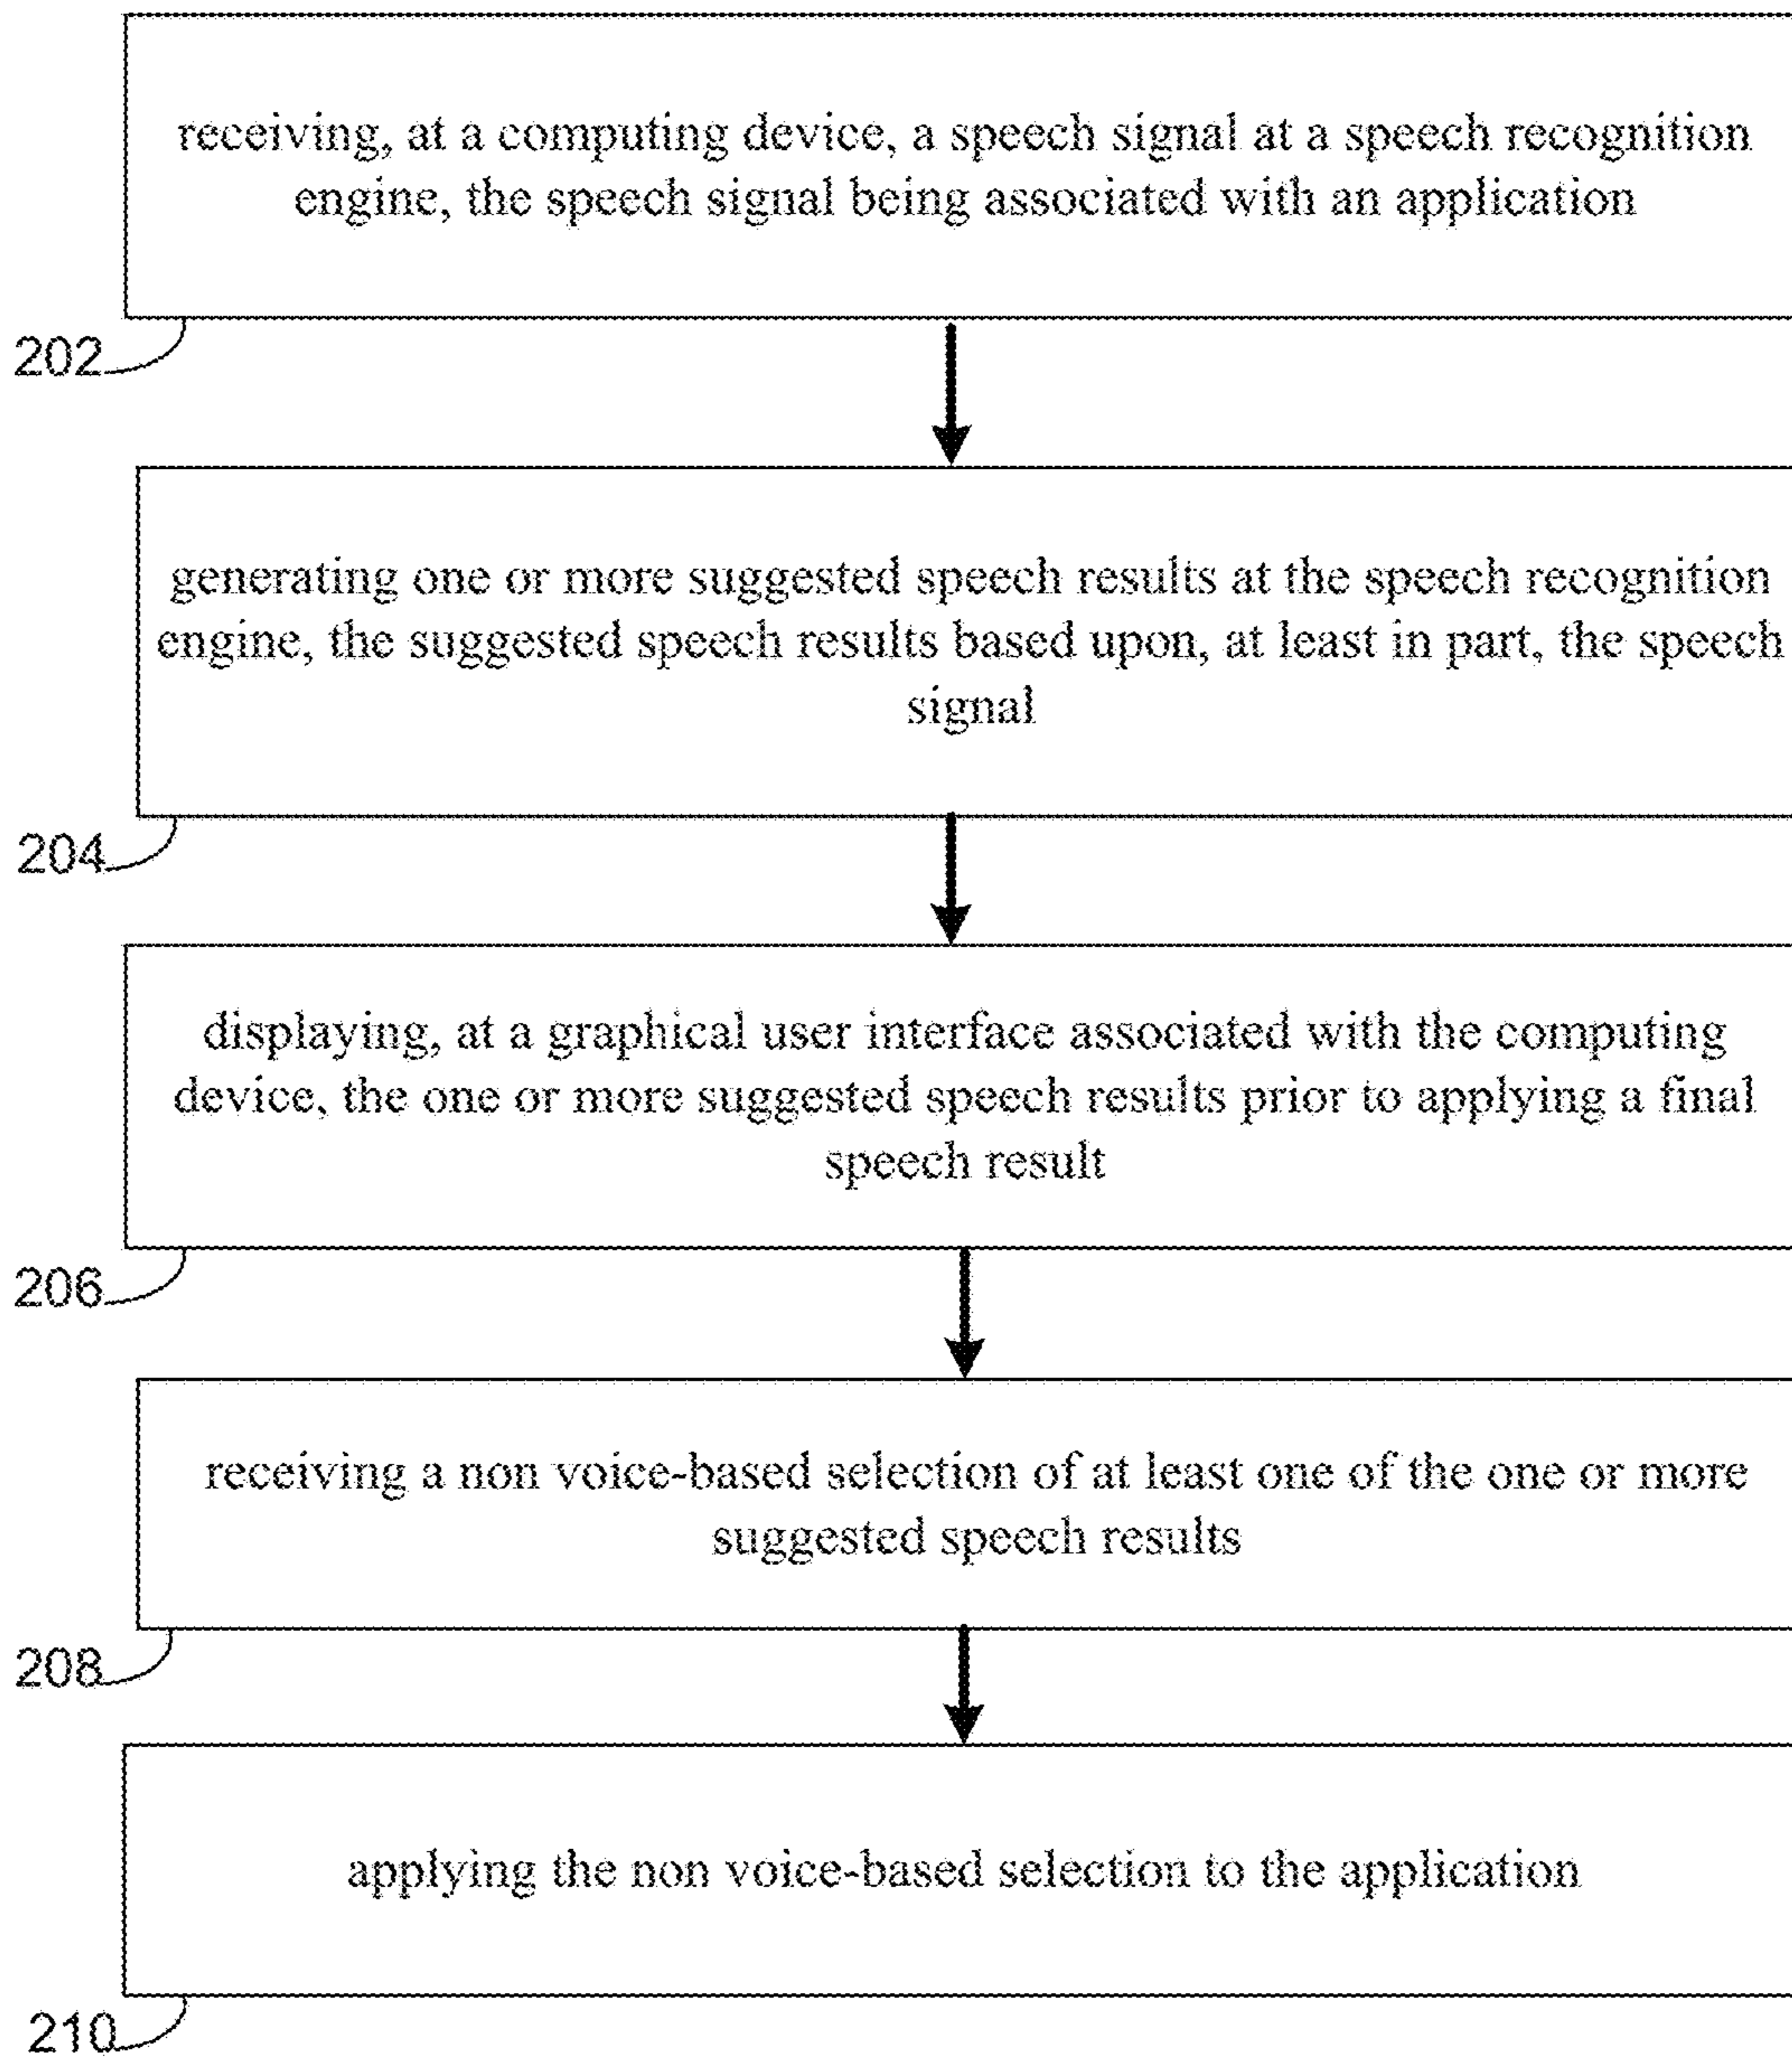 receiving, at a computing device, a speech signal at a speech recognition
engine, the speech signal being associated with an application
202
generating one or more suggested speech results at the speech recognition
engine, the suggested speech results based upon, at least in part, the speech
signal
204
displaying, at a graphical user interface associated with the computing
device, the one or more suggested speech results prior to applying a final
speech result
206
receiving a non voice-based selection of at least one of the one or more
suggested speech results
208
applying the non voice-based selection to the application
210